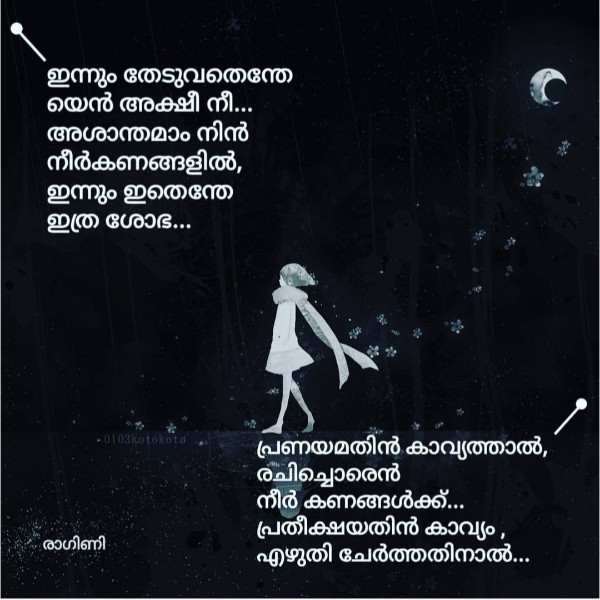 ഇന്നും തേടുവതെന്തേ
യെൻ അക്ഷീ നീ...
അശാന്തമാം നിൻ
നീർകണങ്ങളിൽ,
ഇന്നും ഇതെന്തേ
ഇത്ര ശോഭ...
0103kotokoto
പ്രണയമതിൻ കാവ്യത്താൽ,
രചിച്ചൊരെൻ
നീർ കണങ്ങൾക്ക്...
പ്രതീക്ഷയതിൻ കാവ്യം ,
എഴുതി ചേർത്തതിനാൽ...
രാഗിണി